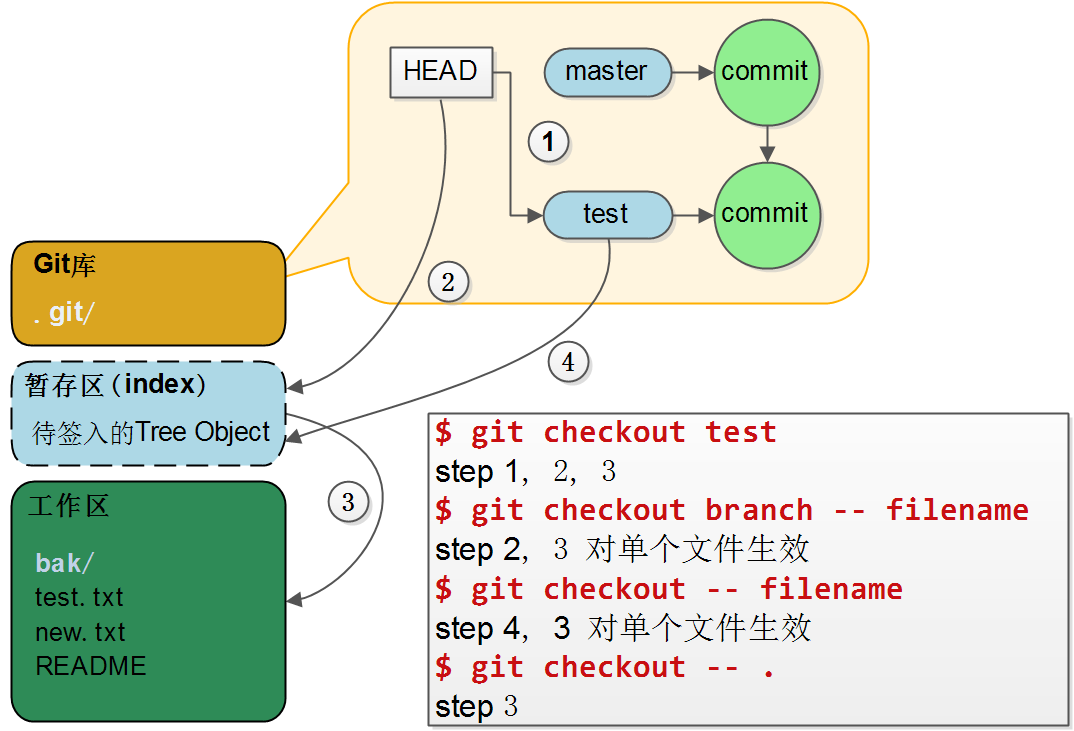 HEAD
master
commit
1
test
commit
Git库
. git/
2
4
暂存区(index)
待签入的Tree Object
3
工作区
bak/
test. txt
new. txt
README
$ git checkout test
step 1, 2, 3
$ git checkout branch -- filename
step 2, 3 对单个文件生效
$ git checkout -- filename
step 4, 3 对单个文件生效
$ git checkout -- .
step 3